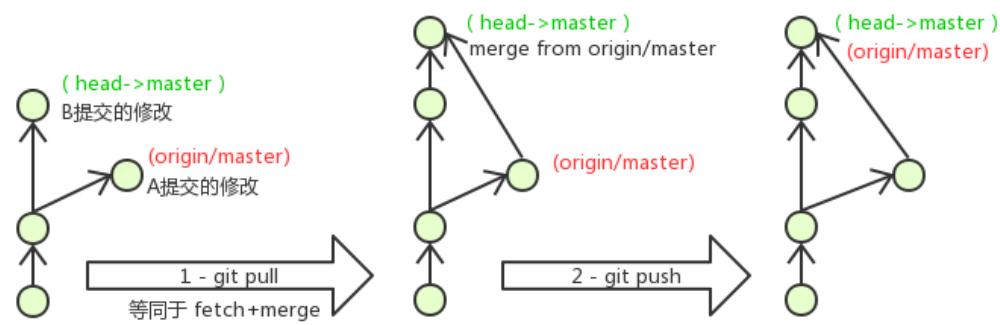 ( head->master )
B提交的修改
(origin/master)
A提交的修改
1 - git pull
等同于 fetch+merge
( head->master )
merge from origin/master
(origin/master)
2 - git push
( head->master )
(origin/master)